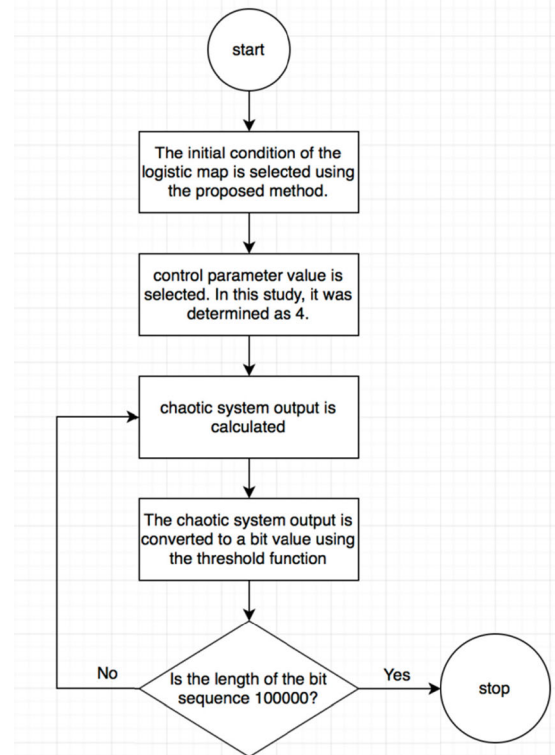 start
The initial condition of the
logistic map is selected using
the proposed method.
control parameter value is
selected. In this study, it was
determined as 4.
chaotic system output is
calculated
The chaotic system output is
converted to a bit value using
the threshold function
Is the length of the bit
sequence 100000?
No
Yes
stop